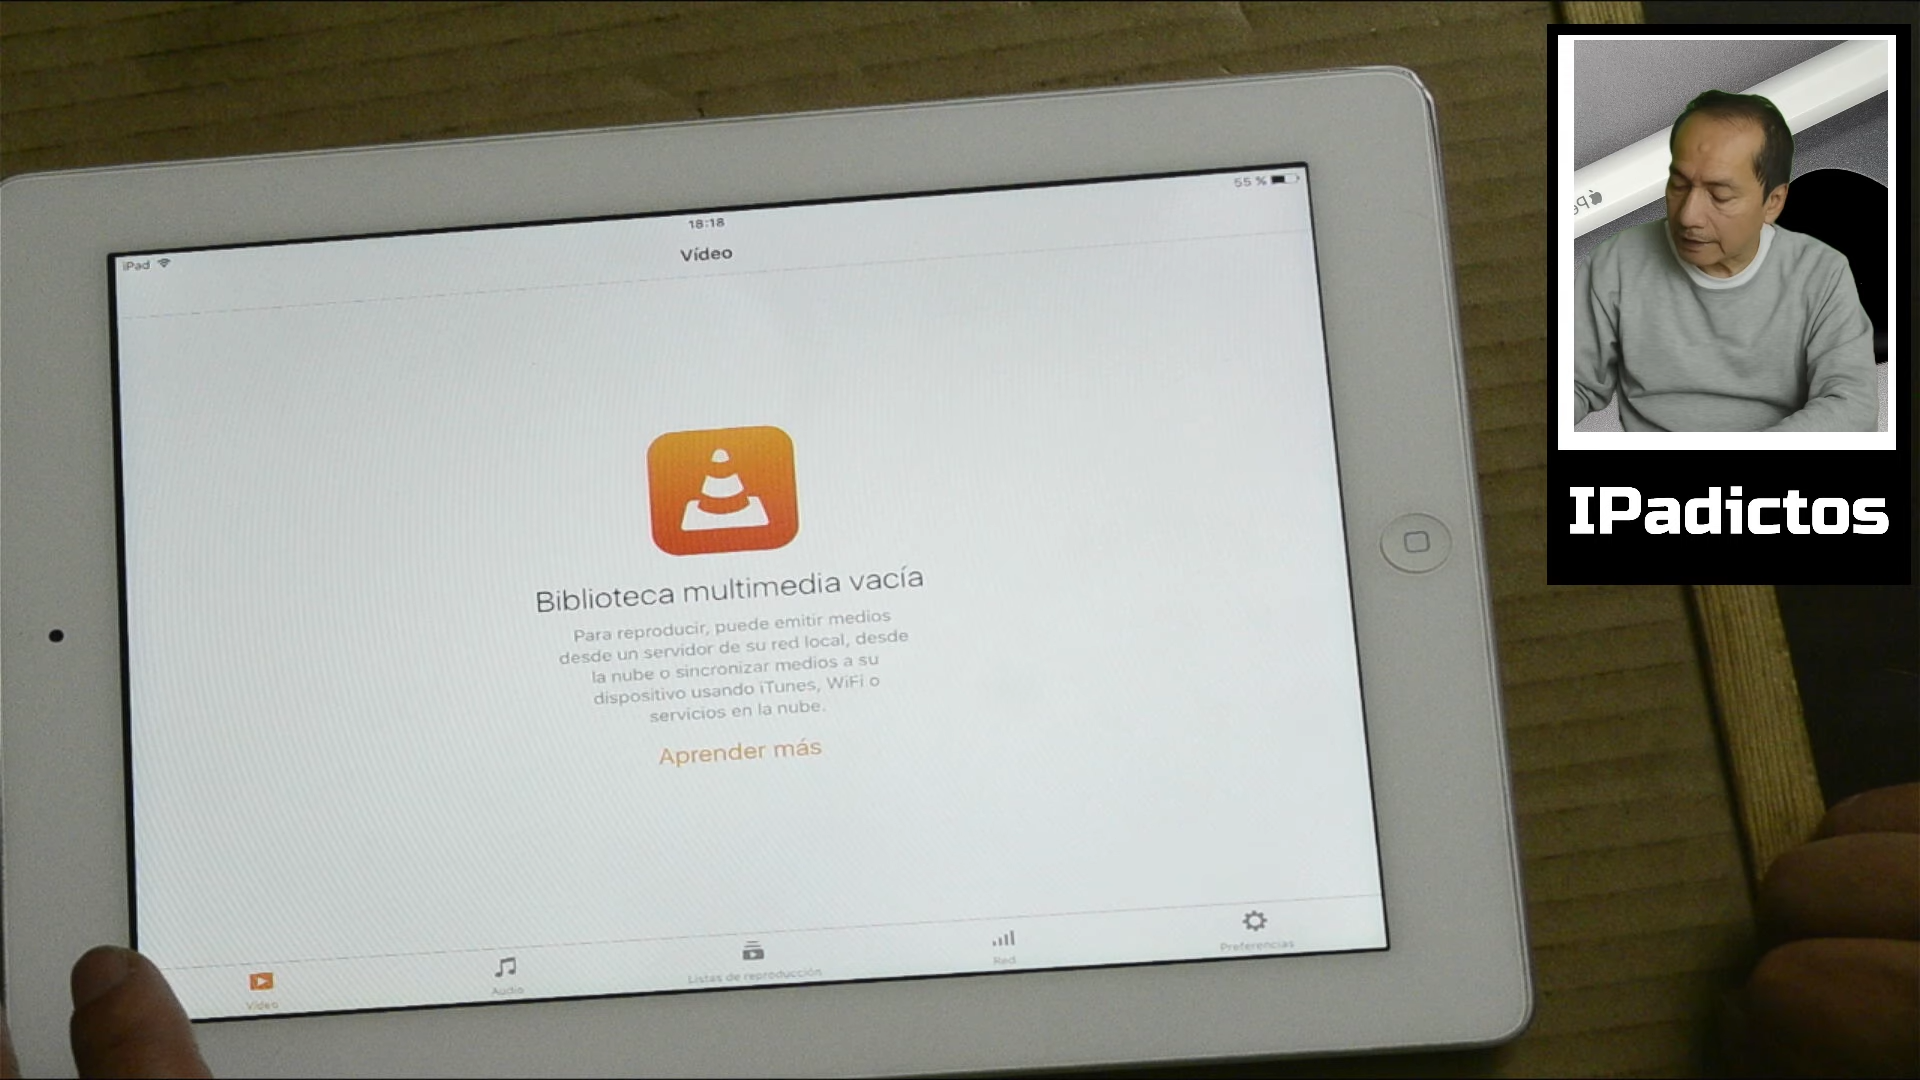 iPad
18:18
55 %
Vídeo
Biblioteca multimedia vacía
Para reproducir, puede emitir medios
desde un servidor de su red local, desde
la nube o sincronizar medios a su
dispositivo usando iTunes, WiFi o
servicios en la nube.
Aprender más
Vídeo
Audio
Listas de reproducción
Red
Preferencias
IPadictos